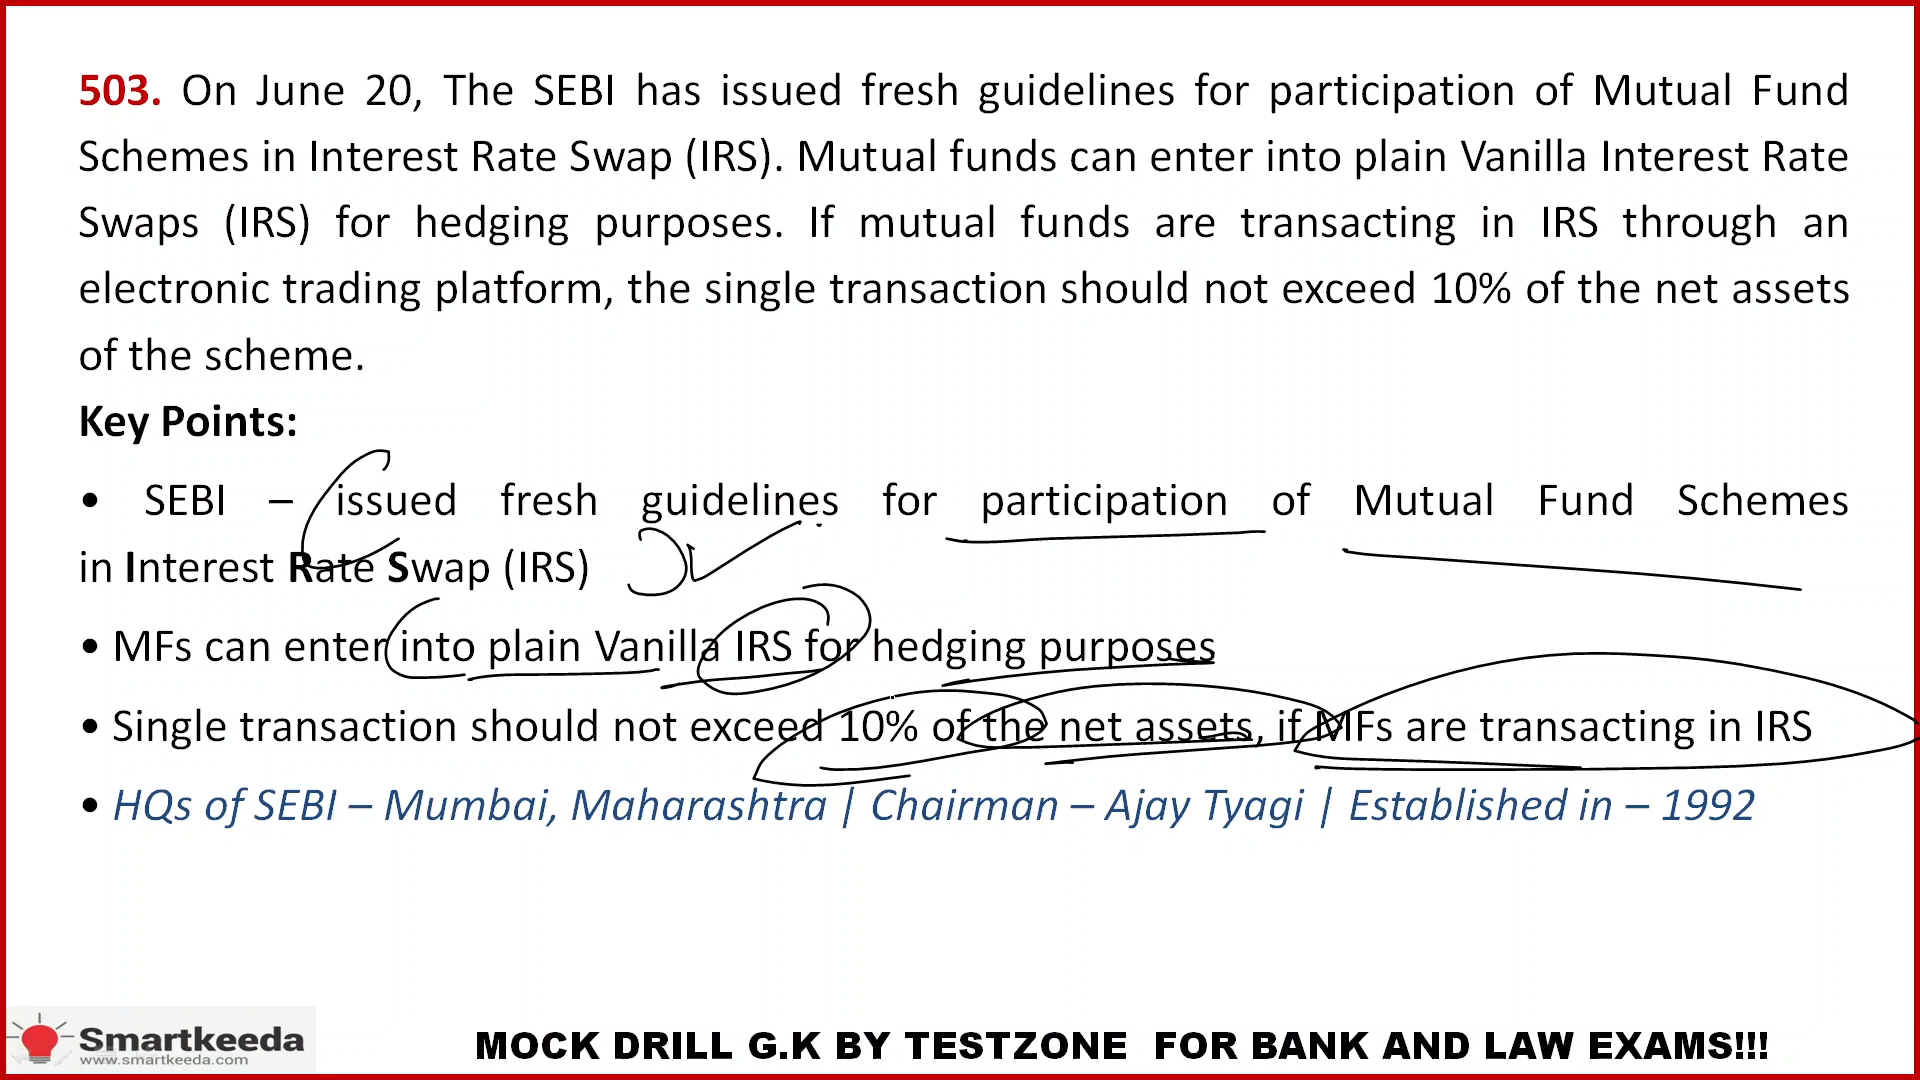 503. On June 20, The SEBI has issued fresh guidelines for participation of Mutual Fund
Schemes in Interest Rate Swap (IRS). Mutual funds can enter into plain Vanilla Interest Rate
Swaps (IRS) for hedging purposes. If mutual funds are transacting in IRS through an
electronic trading platform, the single transaction should not exceed 10% of the net assets
of the scheme.
Key Points:
• SEBI – issued fresh guidelines for participation of Mutual Fund Schemes
in Interest Rate Swap (IRS)
• MFs can enter into plain Vanilla IRS for hedging purposes
• Single transaction should not exceed 10% of the net assets, if MFs are transacting in IRS
• HQs of SEBI – Mumbai, Maharashtra | Chairman – Ajay Tyagi | Established in – 1992
Smartkeeda
www.smartkeeda.com
MOCK DRILL G.K BY TESTZONE FOR BANK AND LAW EXAMS!!!